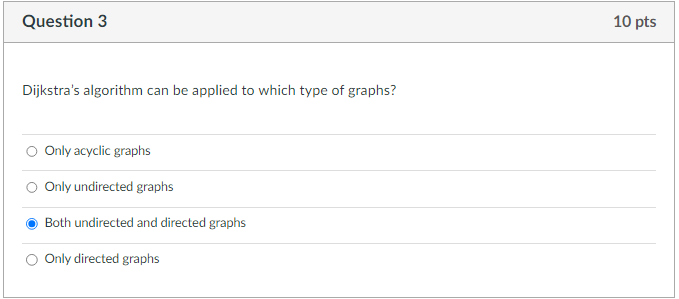 Question 3
10 pts
Dijkstra's algorithm can be applied to which type of graphs?
Only acyclic graphs
Only undirected graphs
Both undirected and directed graphs
Only directed graphs